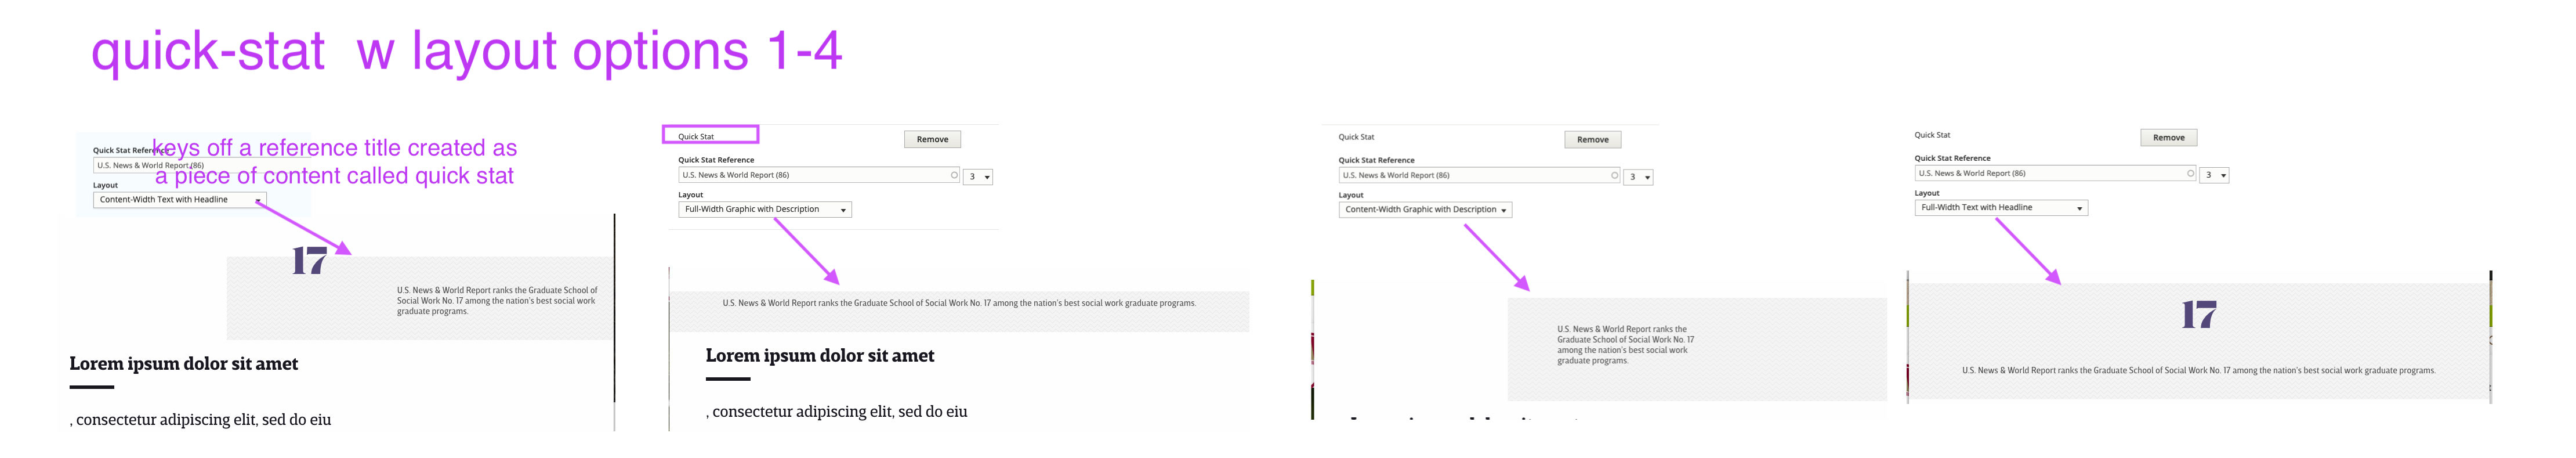 quick-stat  w layout options 1-4
keys off a reference title created as
a piece of content called quick stat
Quick Stat Reference
U.S. News & World Report (86)
Layout
Content-Width Text with Headline
17
U.S. News & World Report ranks the Graduate School of
Social Work No. 17 among the nation's best social work
graduate programs.
Lorem ipsum dolor sit amet
, consectetur adipiscing elit, sed do eiu
Quick Stat
Remove
Quick Stat Reference
U.S. News & World Report (86)
3
Layout
Full-Width Graphic with Description
U.S. News & World Report ranks the Graduate School of Social Work No. 17 among the nation's best social work graduate programs.
Lorem ipsum dolor sit amet
, consectetur adipiscing elit, sed do eiu
Quick Stat
Remove
Quick Stat Reference
U.S. News & World Report (86)
3
Layout
Content-Width Graphic with Description
U.S. News & World Report ranks the
Graduate School of Social Work No. 17
among the nation's best social work
graduate programs.
Quick Stat
Remove
Quick Stat Reference
U.S. News & World Report (86)
3
Layout
Full-Width Text with Headline
17
U.S. News & World Report ranks the Graduate School of Social Work No. 17 among the nation's best social work graduate programs.